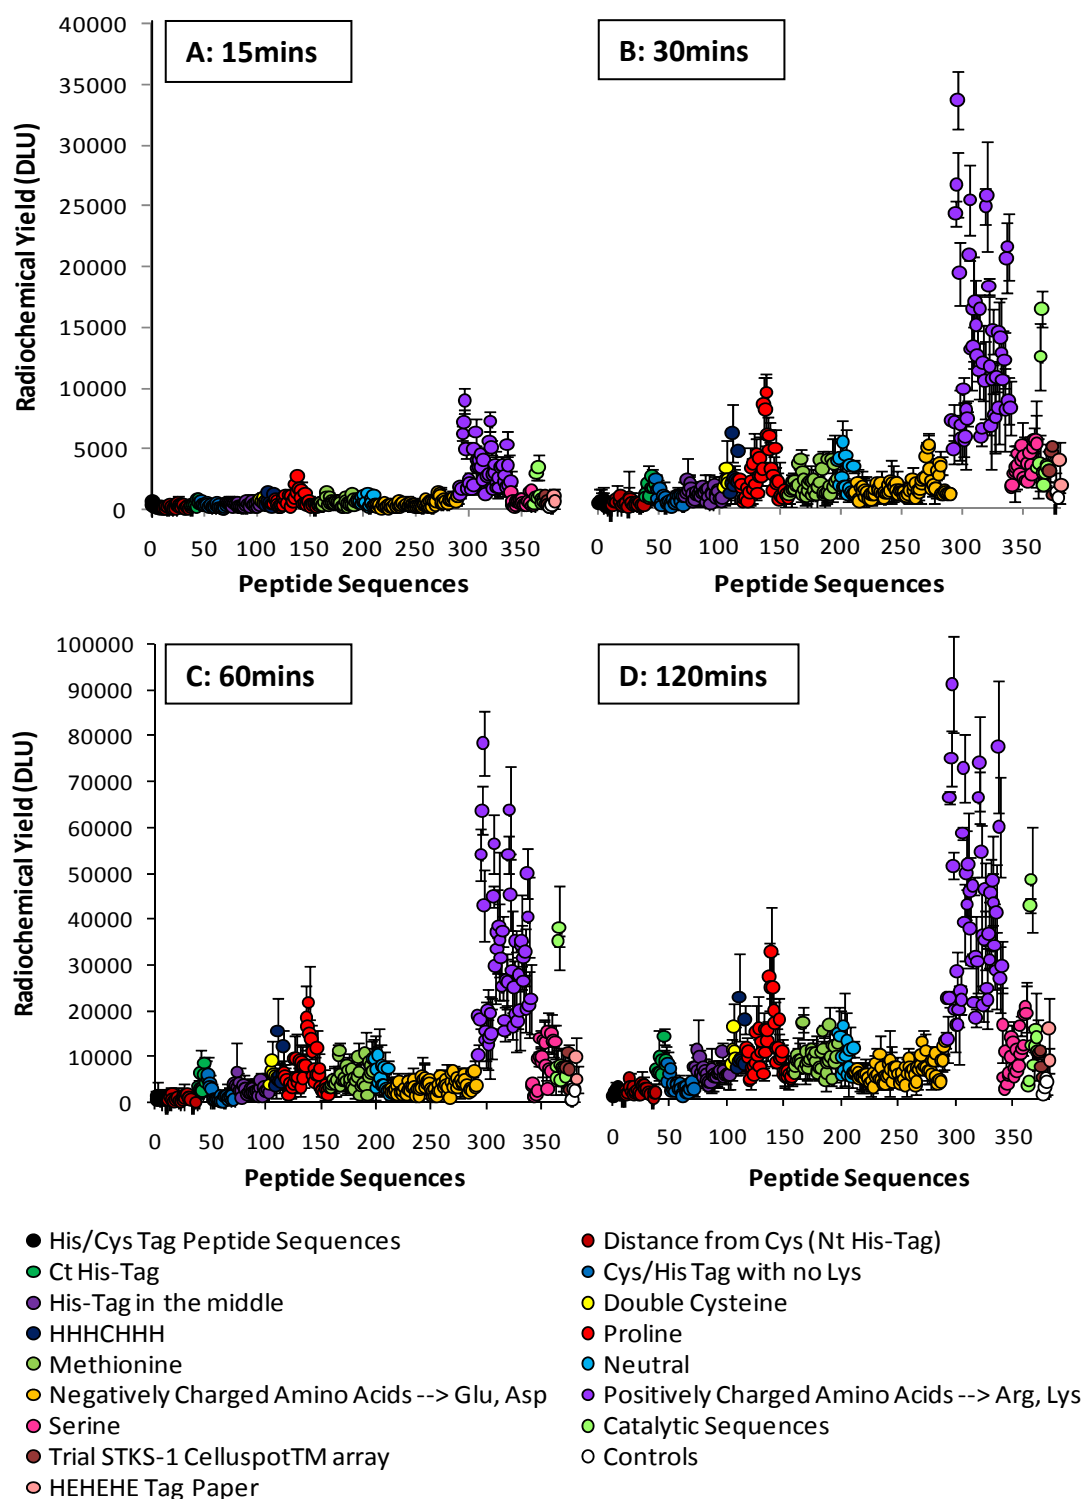 A: 15mins
B: 30mins
Radiochemical Yield (DLU)
40000
35000
30000
25000
20000
15000
10000
5000
0
0 50 100 150 200 250 300 350
0 50 100 150 200 250 300 350
Peptide Sequences
Peptide Sequences
C: 60mins
D: 120mins
Radiochemical Yield (DLU)
100000
90000
80000
70000
60000
50000
40000
30000
20000
10000
0
0 50 100 150 200 250 300 350
0 50 100 150 200 250 300 350
Peptide Sequences
Peptide Sequences
His/Cys Tag Peptide Sequences
Distance from Cys (Nt His-Tag)
Ct His-Tag
Cys/His Tag with no Lys
His-Tag in the middle
Double Cysteine
HHHCHHH
Proline
Methionine
Neutral
Negatively Charged Amino Acids --> Glu, Asp
Positively Charged Amino Acids --> Arg, Lys
Serine
Catalytic Sequences
Trial STKS-1 CelluspotTM array
Controls
HEHEHE Tag Paper